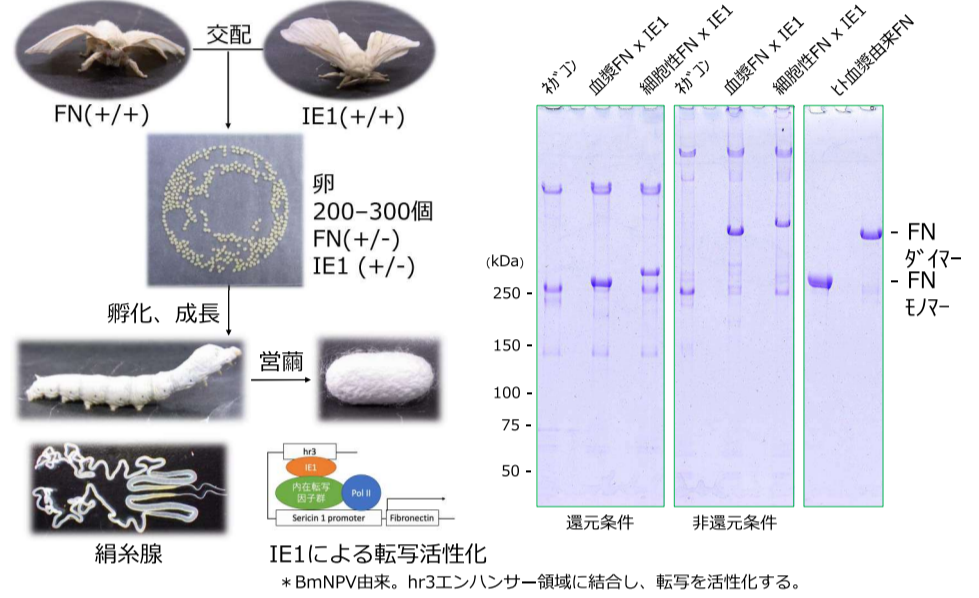 交配
FN(+/+)
IE1(+/+)
卵
200–300個
FN(+/-)
IE1 (+/-)
孵化、成長
営繭
絹糸腺
hr3
IE1
内在転写
因子群
Pol II
Sericin 1 promoter
Fibronectin
IE1による転写活性化
＊BmNPV由来。hr3エンハンサー領域に結合し、転写を活性化する。
ﾈｶﾞｺﾝ
血漿FN x IE1
細胞性FN x IE1
ﾈｶﾞｺﾝ
血漿FN x IE1
細胞性FN x IE1
ﾋﾄ血漿由来FN
(kDa)
250 -
150 -
100 -
75 -
50 -
- FN
ﾀﾞｲﾏｰ
- FN
ﾓﾉﾏｰ
還元条件
非還元条件